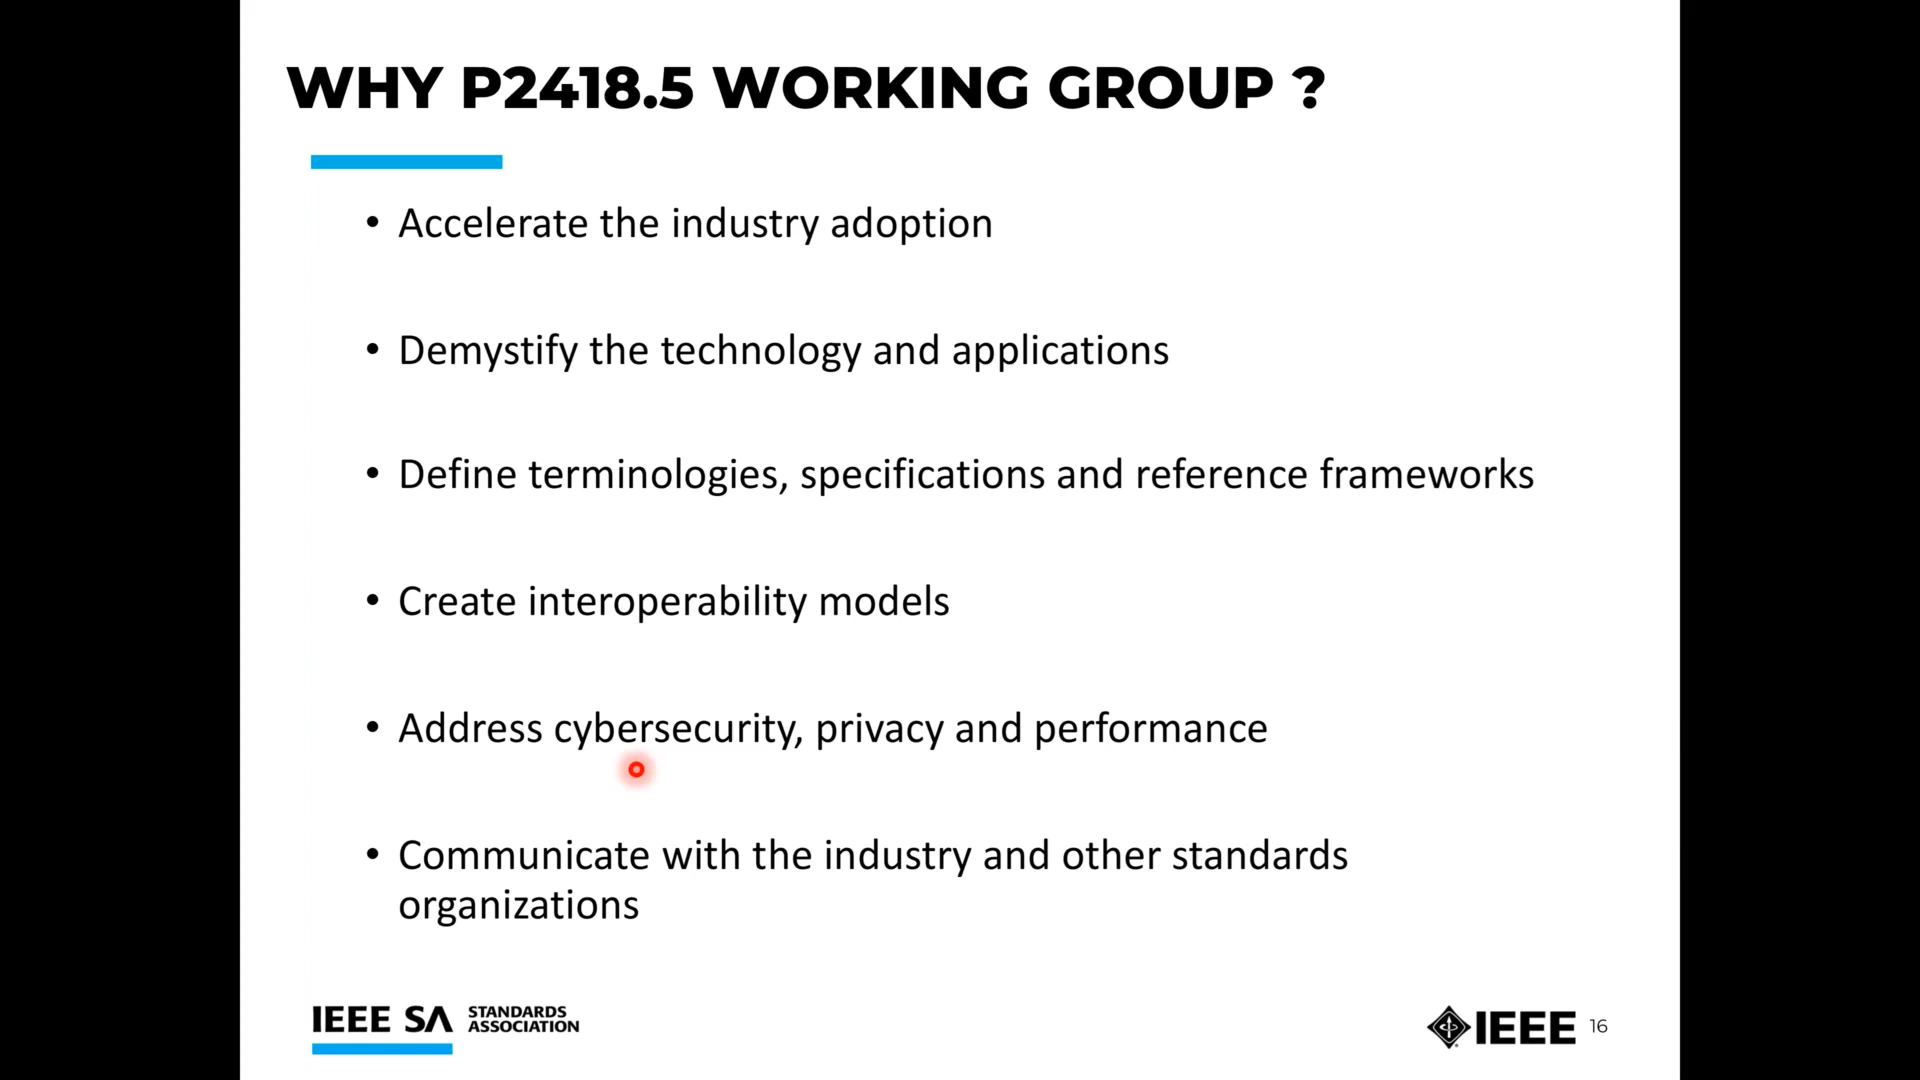 WHY P2418.5 WORKING GROUP ?
• Accelerate the industry adoption
• Demystify the technology and applications
• Define terminologies, specifications and reference frameworks
• Create interoperability models
• Address cybersecurity, privacy and performance
• Communicate with the industry and other standards
organizations
IEEE SA STANDARDS
ASSOCIATION
IEEE 16